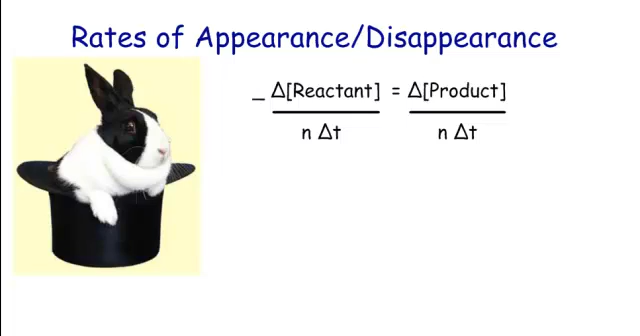 Rates of Appearance/Disappearance
_ Δ[Reactant] = Δ[Product]
n Δt n Δt